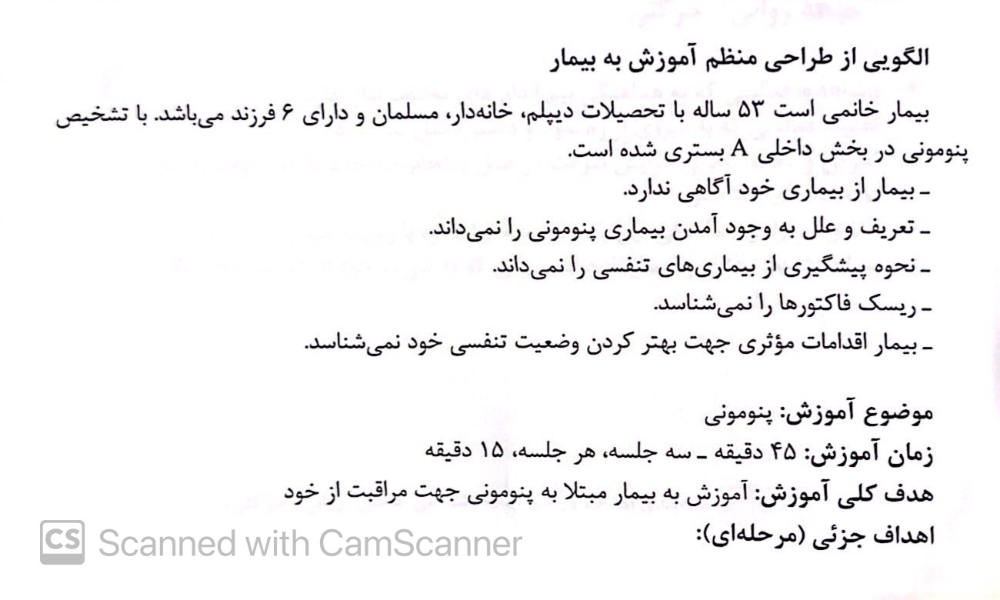 الگویی از طراحی منظم آموزش به بیمار
بیمار خانمی است ۵۳ ساله با تحصیلات دیپلم، خانه‌دار، مسلمان و دارای ۶ فرزند می‌باشد. با تشخیص
پنومونی در بخش داخلی A بستری شده است.
ـ بیمار از بیماری خود آگاهی ندارد.
ـ تعریف و علل به وجود آمدن بیماری پنومونی را نمی‌داند.
ـ نحوه پیشگیری از بیماری‌های تنفسی را نمی‌داند.
ـ ریسک فاکتورها را نمی‌شناسد.
ـ بیمار اقدامات مؤثری جهت بهتر کردن وضعیت تنفسی خود نمی‌شناسد.
موضوع آموزش: پنومونی
زمان آموزش: ۴۵ دقیقه ـ سه جلسه، هر جلسه، ۱۵ دقیقه
هدف کلی آموزش: آموزش به بیمار مبتلا به پنومونی جهت مراقبت از خود
اهداف جزئی (مرحله‌ای):
CS Scanned with CamScanner